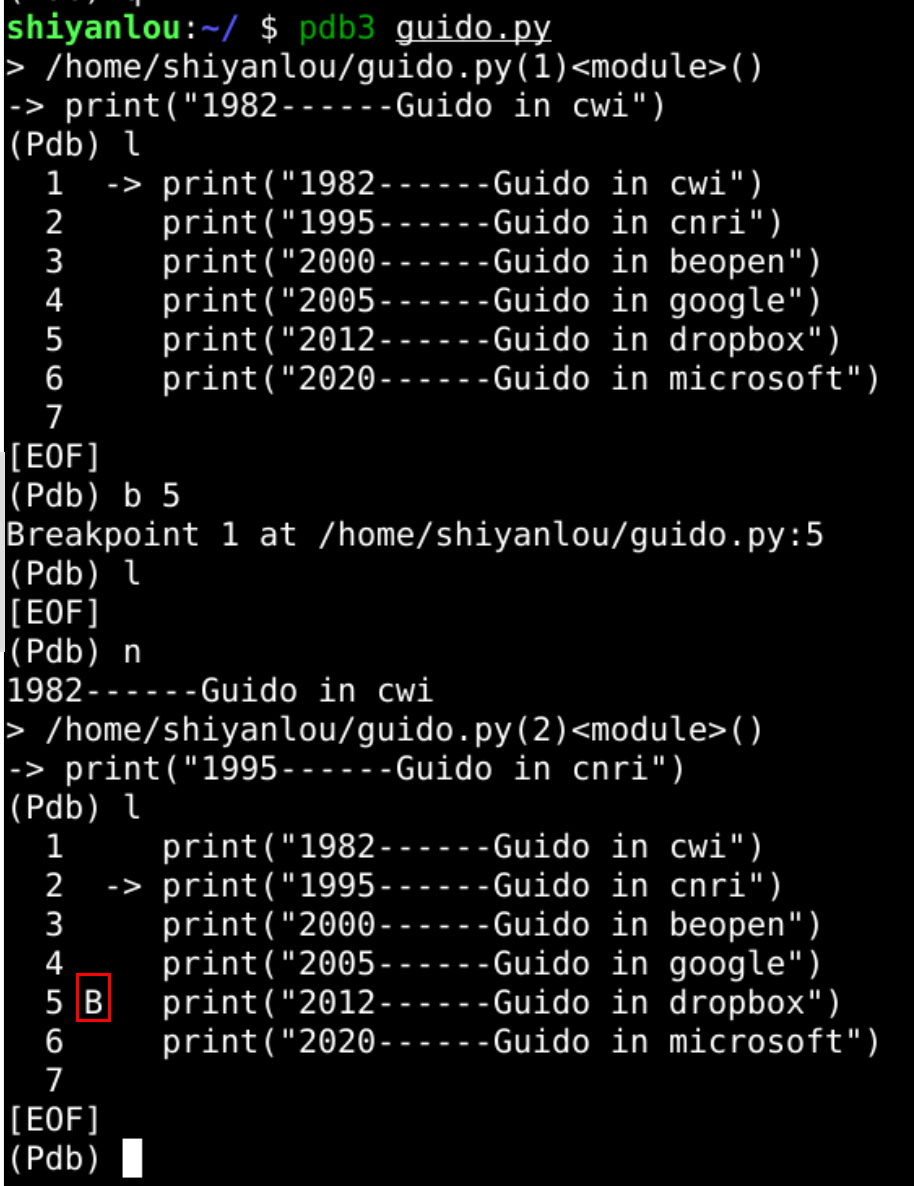 shiyanlou:~/ $ pdb3 guido.py
> /home/shiyanlou/guido.py(1)<module>()
-> print("1982------Guido in cwi")
(Pdb) l
  1  -> print("1982------Guido in cwi")
  2     print("1995------Guido in cnri")
  3     print("2000------Guido in beopen")
  4     print("2005------Guido in google")
  5     print("2012------Guido in dropbox")
  6     print("2020------Guido in microsoft")
  7
[EOF]
(Pdb) b 5
Breakpoint 1 at /home/shiyanlou/guido.py:5
(Pdb) l
[EOF]
(Pdb) n
1982------Guido in cwi
> /home/shiyanlou/guido.py(2)<module>()
-> print("1995------Guido in cnri")
(Pdb) l
  1     print("1982------Guido in cwi")
  2  -> print("1995------Guido in cnri")
  3     print("2000------Guido in beopen")
  4     print("2005------Guido in google")
  5 B   print("2012------Guido in dropbox")
  6     print("2020------Guido in microsoft")
  7
[EOF]
(Pdb)